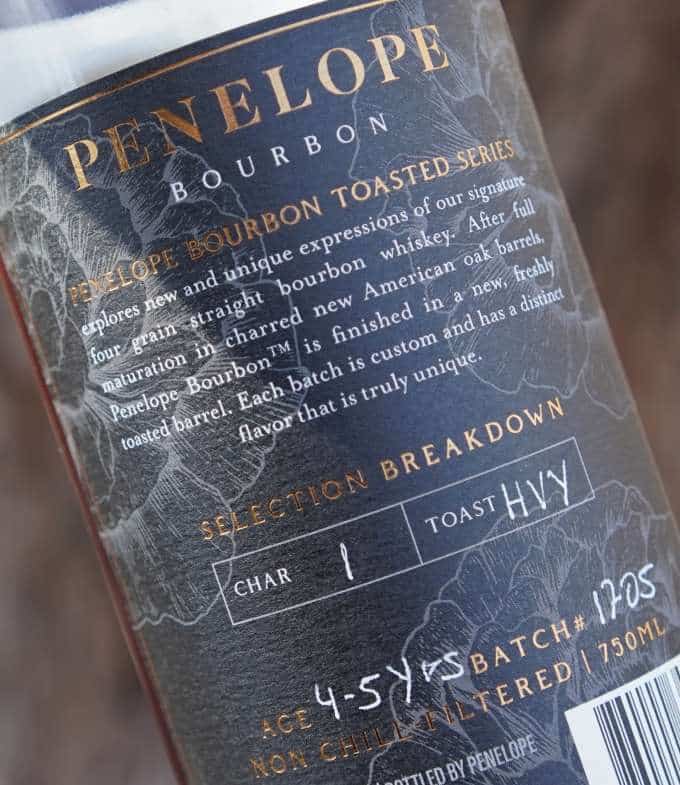 PENELOPE
BOURBON
PENELOPE BOURBON TOASTED SERIES
explores new and unique expressions of our signature
four grain straight bourbon whiskey. After full
maturation in charred new American oak barrels,
Penelope Bourbon™ is finished in a new, freshly
toasted barrel. Each batch is custom and has a distinct
flavor that is truly unique.
SELECTION BREAKDOWN
CHAR 1 TOAST HVY
AGE 4-5 Yrs BATCH# 1705
NON CHILL FILTERED | 750ML
BOTTLED BY PENELOPE